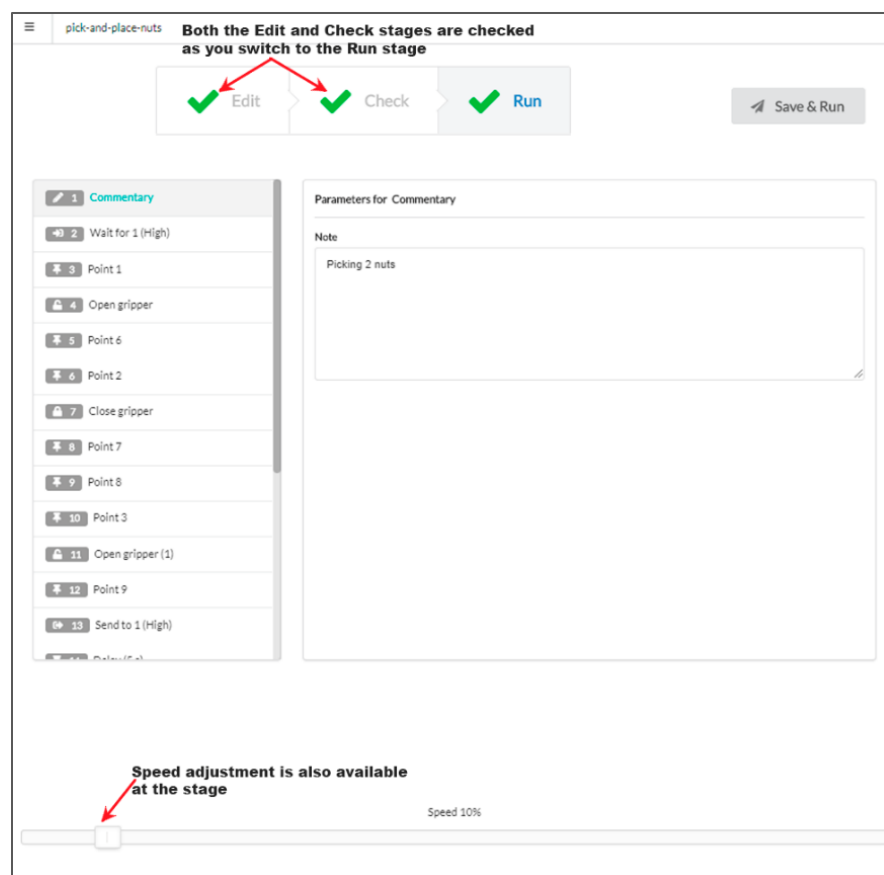 pick-and-place-nuts
Both the Edit and Check stages are checked
as you switch to the Run stage
Edit
Check
Run
Save & Run
1 Commentary
2 Wait for 1 (High)
3 Point 1
4 Open gripper
5 Point 6
6 Point 2
7 Close gripper
8 Point 7
9 Point 8
10 Point 3
11 Open gripper (1)
12 Point 9
13 Send to 1 (High)
Parameters for Commentary
Note
Picking 2 nuts
Speed adjustment is also available
at the stage
Speed 10%